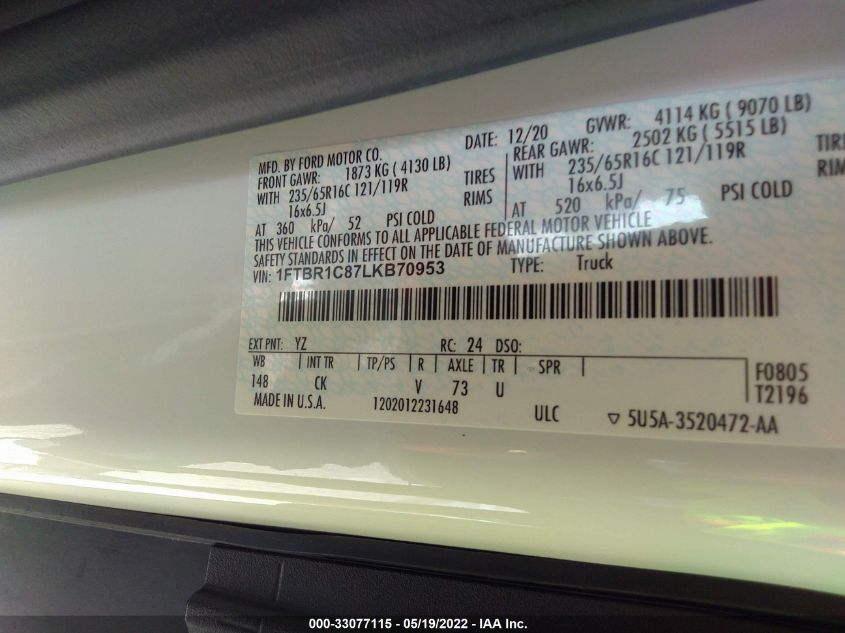 MFD. BY FORD MOTOR CO. DATE: 12/20 GVWR: 4114 KG ( 9070 LB)
FRONT GAWR: 1873 KG ( 4130 LB) REAR GAWR: 2502 KG ( 5515 LB)
WITH 235/65R16C 121/119R TIRES WITH 235/65R16C 121/119R TIRE
16x6.5J RIMS 16x6.5J RIM
AT 360 kPa/ 52 PSI COLD AT 520 kPa/ 75 PSI COLD
THIS VEHICLE CONFORMS TO ALL APPLICABLE FEDERAL MOTOR VEHICLE
SAFETY STANDARDS IN EFFECT ON THE DATE OF MANUFACTURE SHOWN ABOVE.
VIN: 1FTBR1C87LKB70953 TYPE: Truck
EXT PNT: YZ RC: 24 DSO:
WB INT TR TP/PS R AXLE TR SPR F0805
148 CK V 73 U T2196
MADE IN U.S.A. 1202012231648 ULC 5U5A-3520472-AA
000-33077115 - 05/19/2022 - IAA Inc.